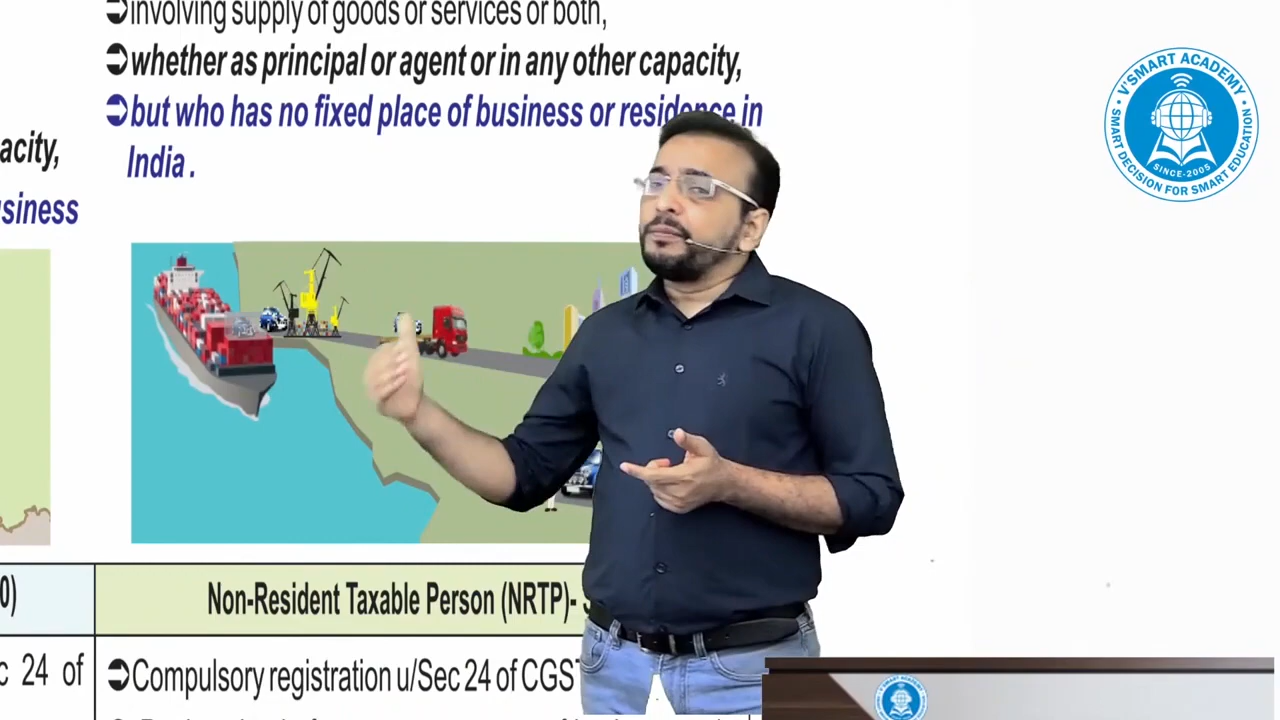 ➲involving supply of goods or services or both,
➲whether as principal or agent or in any other capacity,
➲but who has no fixed place of business or residence in
India .
acity,
siness
0)
Non-Resident Taxable Person (NRTP)-
c 24 of
➲Compulsory registration u/Sec 24 of CGST
V'SMART ACADEMY
SINCE-2005
SMART DECISION FOR SMART EDUCATION